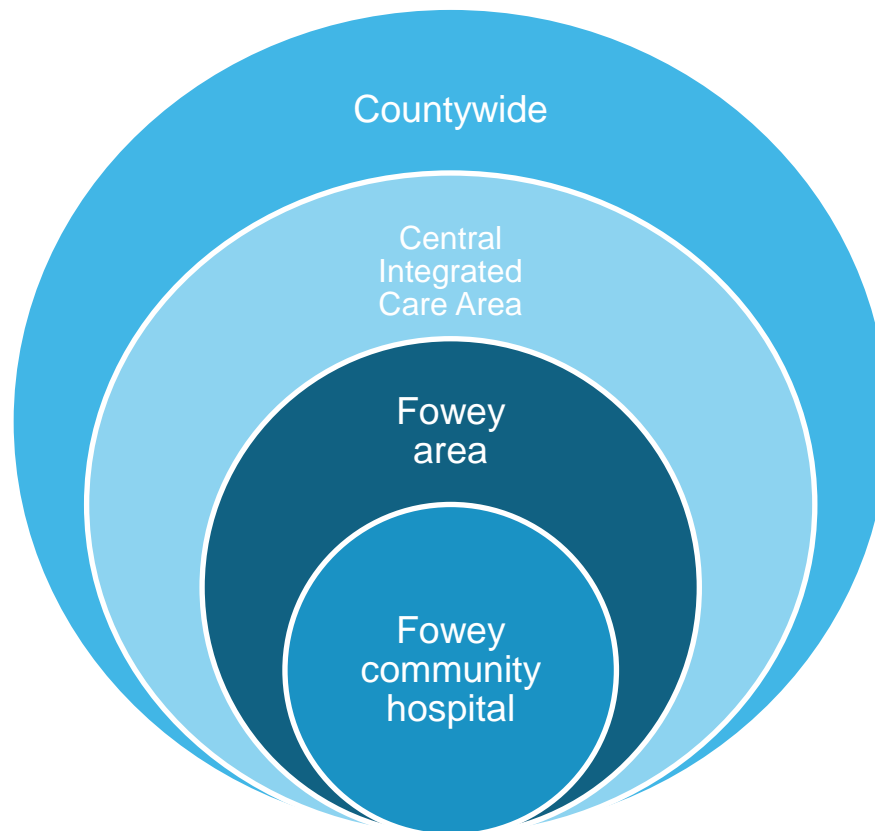 Countywide
Central
Integrated
Care Area
Fowey
area
Fowey
community
hospital